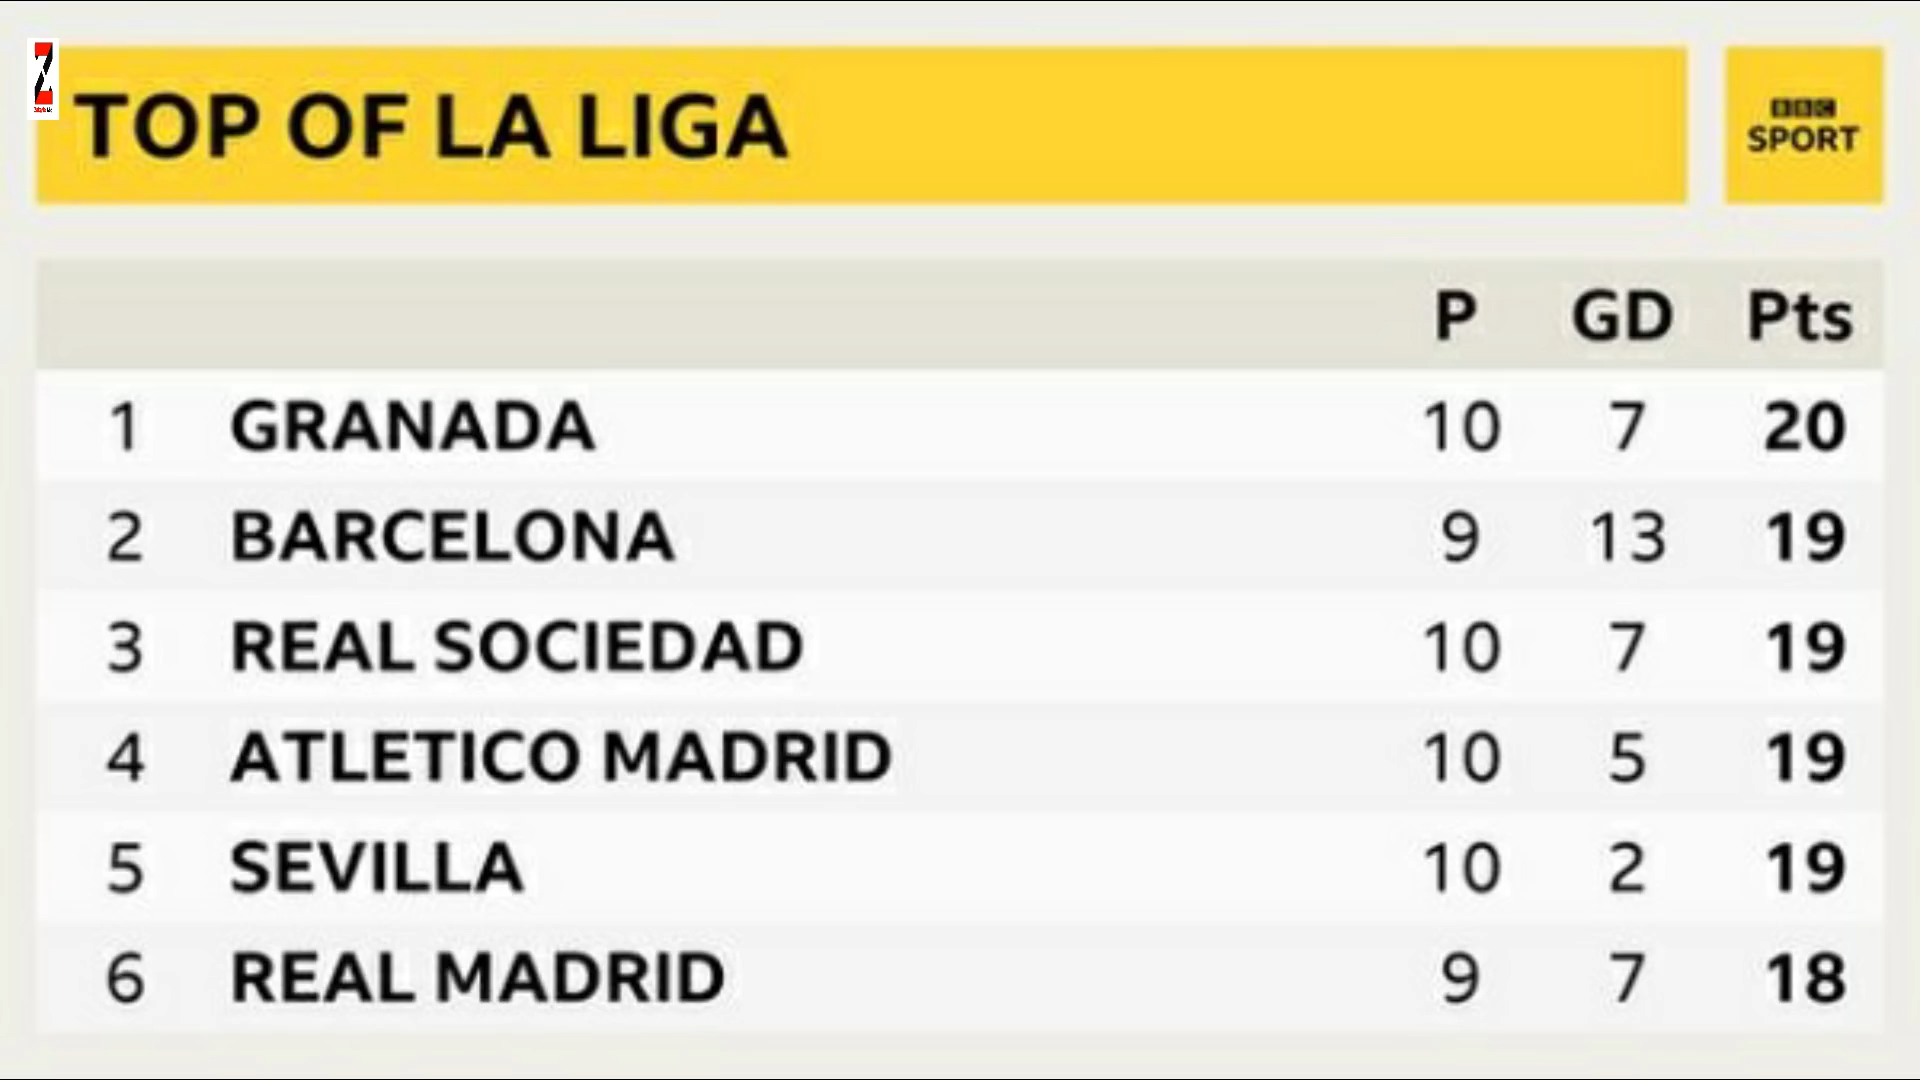 TOP OF LA LIGA
BBC
SPORT
P GD Pts
1 GRANADA 10 7 20
2 BARCELONA 9 13 19
3 REAL SOCIEDAD 10 7 19
4 ATLETICO MADRID 10 5 19
5 SEVILLA 10 2 19
6 REAL MADRID 9 7 18